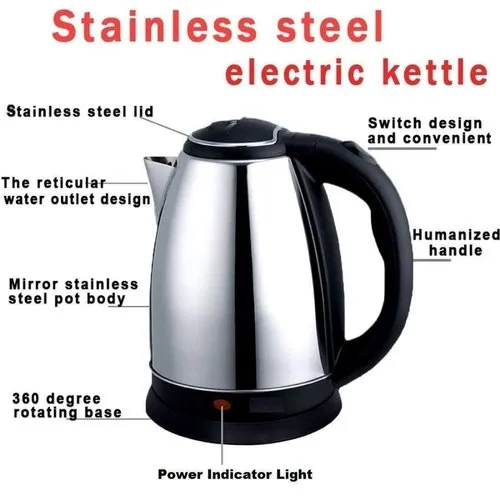 Stainless steel
electric kettle
Stainless steel lid
Switch design
and convenient
The reticular
water outlet design
Humanized
handle
Mirror stainless
steel pot body
360 degree
rotating base
Power Indicator Light